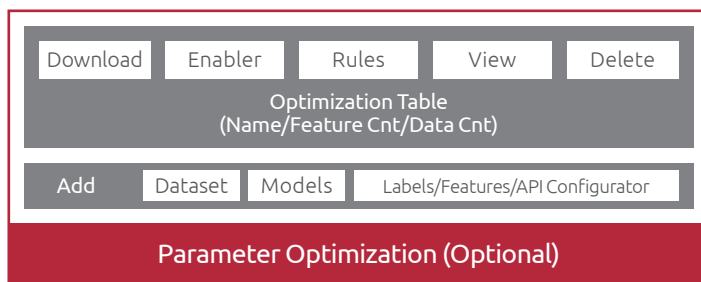 Download Enabler Rules View Delete
Optimization Table
(Name/Feature Cnt/Data Cnt)
Add Dataset Models Labels/Features/API Configurator
Parameter Optimization (Optional)